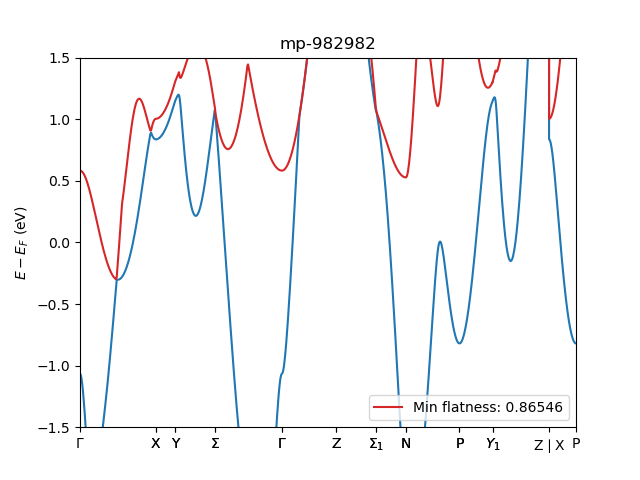 mp-982982
E − E_F (eV)
1.5
1.0
0.5
0.0
−0.5
−1.0
−1.5
Min flatness: 0.86546
Γ X Y Σ Γ Z Σ₁ N P Y₁ Z | X P